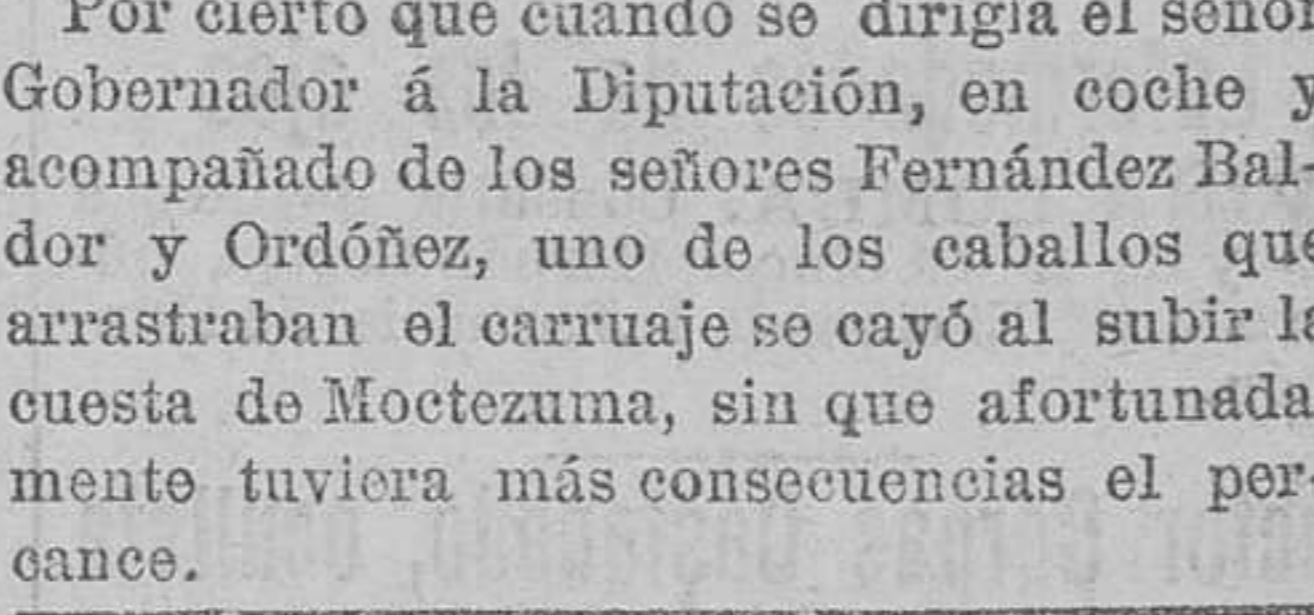 Por cierto que cuando se dirigía el señor
Gobernador á la Diputación, en coche y
acompañado de los señores Fernández Bal-
dor y Ordóñez, uno de los caballos que
arrastraban el carruaje se cayó al subir la
cuesta de Moctezuma, sin que afortunada-
mente tuviera más consecuencias el per-
cance.